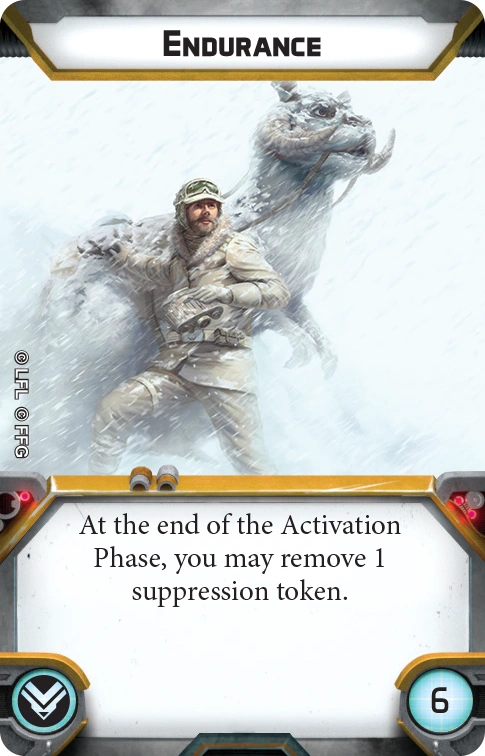 ENDURANCE
© LFL © FFG
At the end of the Activation
Phase, you may remove 1
suppression token.
6